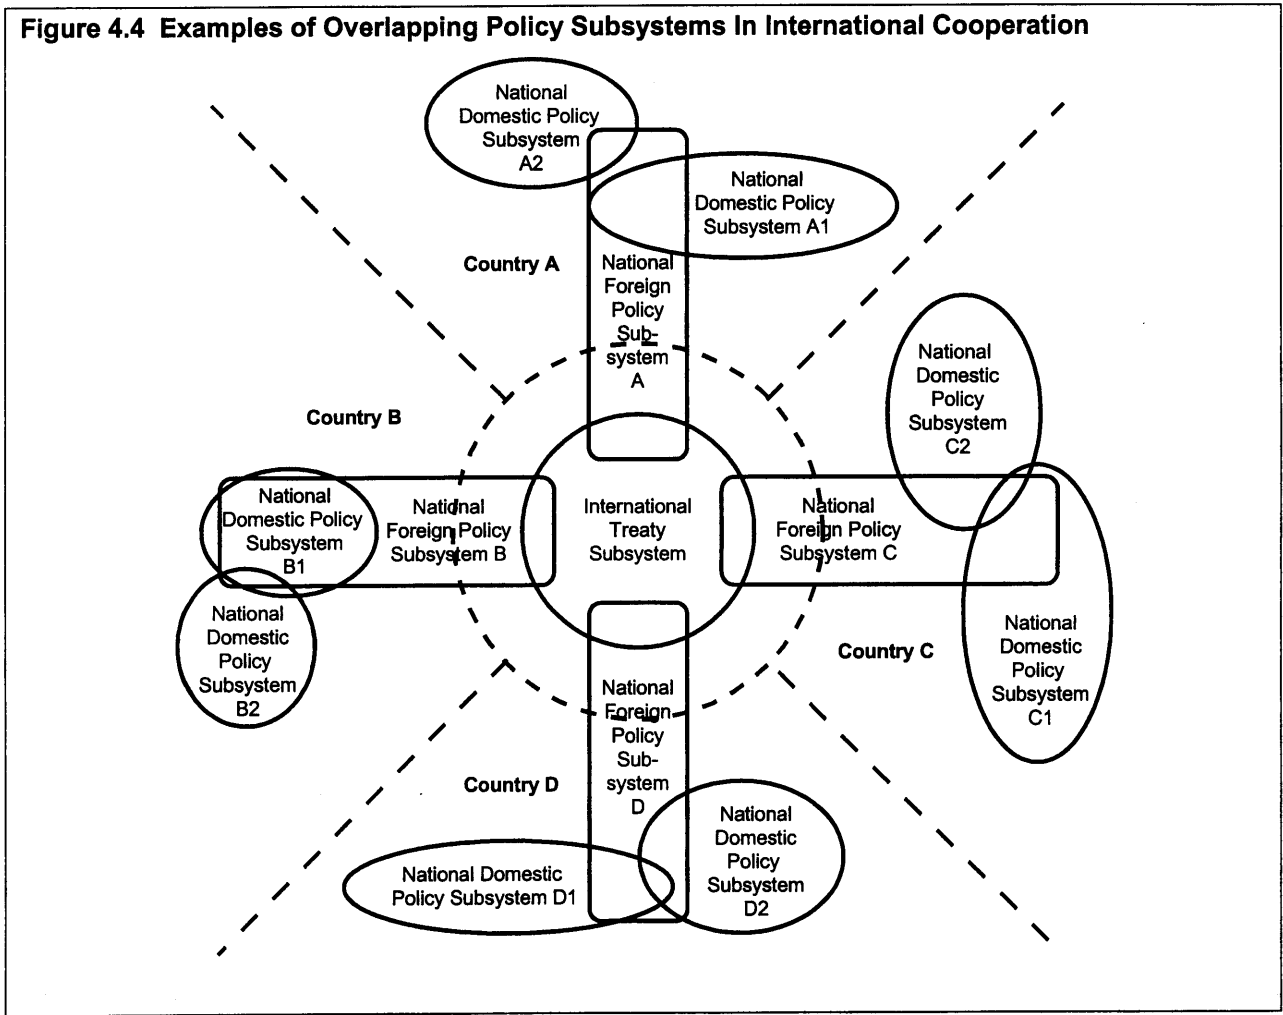 Figure 4.4 Examples of Overlapping Policy Subsystems In International Cooperation
National
Domestic Policy
Subsystem
A2
National
Domestic Policy
Subsystem A1
Country A
National
Foreign
Policy
Sub-
system
A
National
Domestic
Policy
Subsystem
C2
Country B
National
Domestic Policy
Subsystem
B1
National
Foreign Policy
Subsystem B
International
Treaty
Subsystem
National
Foreign Policy
Subsystem C
National
Domestic
Policy
Subsystem
B2
Country C
National
Domestic
Policy
Subsystem
C1
National
Foreign
Policy
Sub-
system
D
Country D
National
Domestic
Policy
Subsystem
D2
National Domestic
Policy Subsystem D1